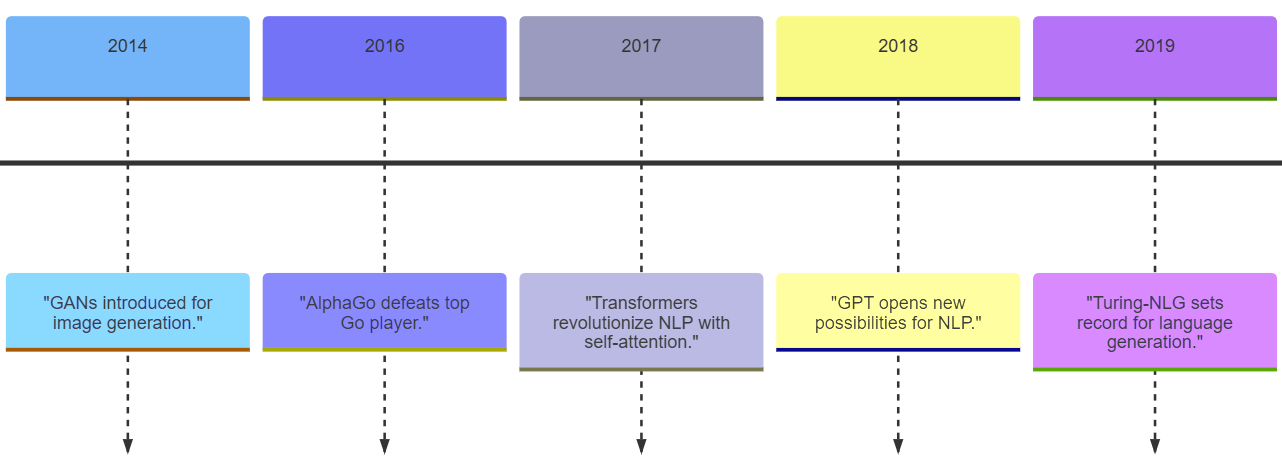 2014
2016
2017
2018
2019
"GANs introduced for
image generation."
"AlphaGo defeats top
Go player."
"Transformers
revolutionize NLP with
self-attention."
"GPT opens new
possibilities for NLP."
"Turing-NLG sets
record for language
generation."